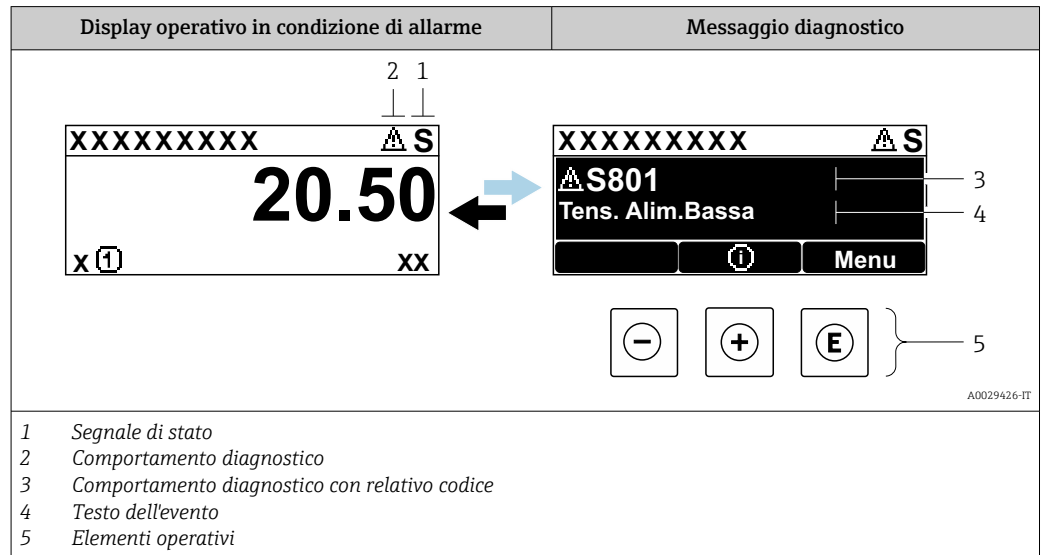 Display operativo in condizione di allarme
Messaggio diagnostico
2 1
XXXXXXXXX S
20.50
x 1 xx
XXXXXXXXX S
S801
Tens. Alim.Bassa
i Menu
3
4
- + E
5
A0029426-IT
1 Segnale di stato
2 Comportamento diagnostico
3 Comportamento diagnostico con relativo codice
4 Testo dell'evento
5 Elementi operativi